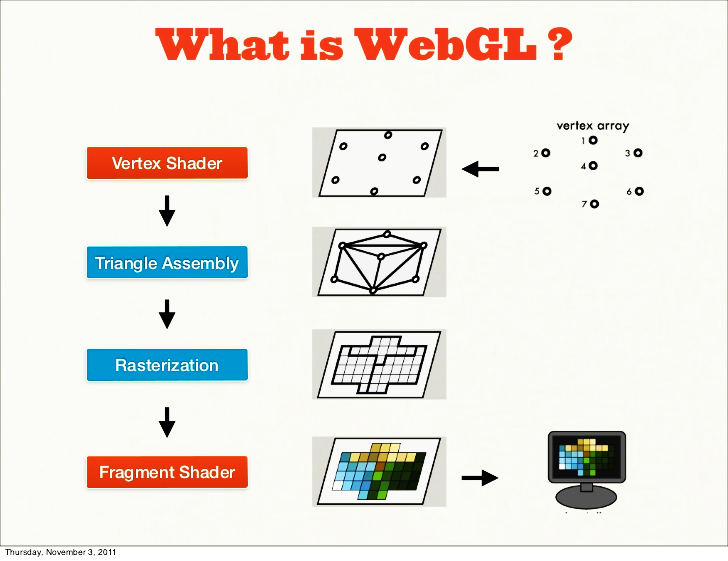 What is WebGL ?
vertex array
1
2
3
4
5
6
7
Vertex Shader
Triangle Assembly
Rasterization
Fragment Shader
Thursday, November 3, 2011